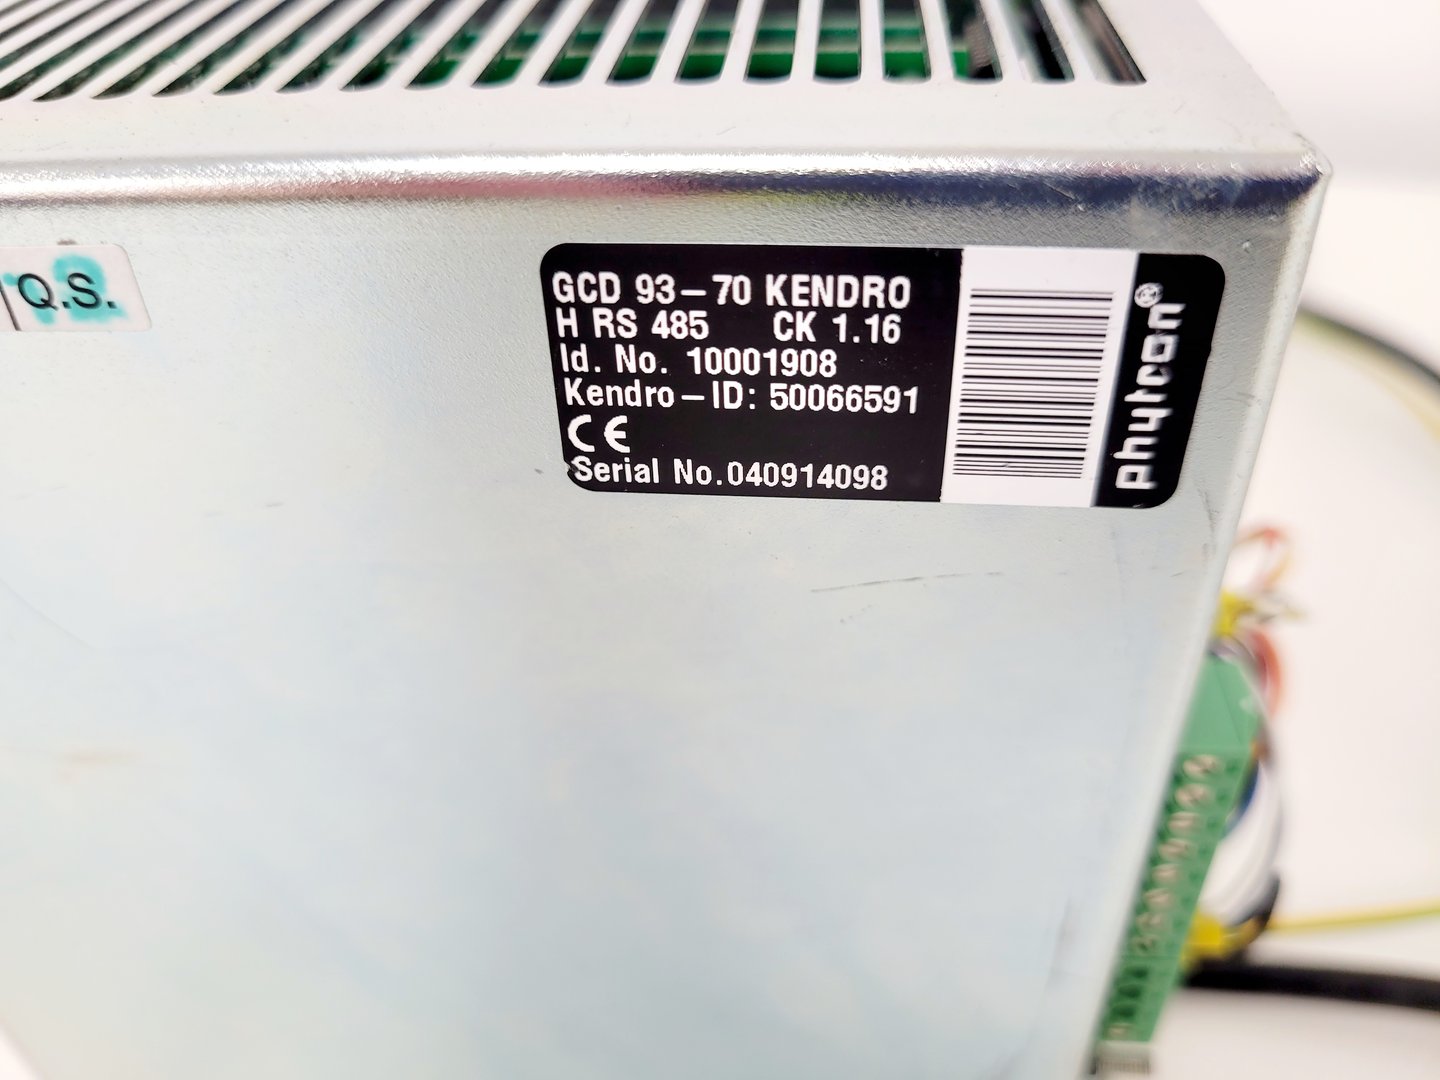 Q.S.
GCD 93-70 KENDRO
H RS 485 CK 1.16
Id. No. 10001908
Kendro-ID: 50066591
CE
Serial No.040914098
phytron®